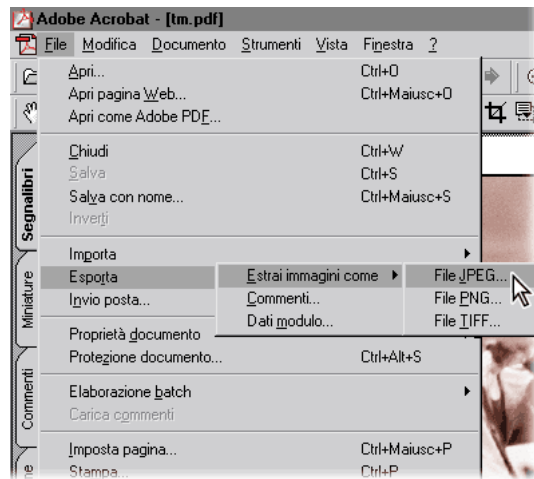 Adobe Acrobat - [tm.pdf]
File Modifica Documento Strumenti Vista Finestra ?
Apri... Ctrl+O
Apri pagina Web... Ctrl+Maiusc+O
Apri come Adobe PDF...
Chiudi Ctrl+W
Salva Ctrl+S
Salva con nome... Ctrl+Maiusc+S
Inverti
Importa
Esporta
Invio posta...
Proprietà documento
Protezione documento... Ctrl+Alt+S
Elaborazione batch
Carica commenti
Imposta pagina... Ctrl+Maiusc+P
Stampa... Ctrl+P
Estrai immagini come
Commenti...
Dati modulo...
File JPEG...
File PNG...
File TIFF...
Segnalibri
Miniature
Commenti